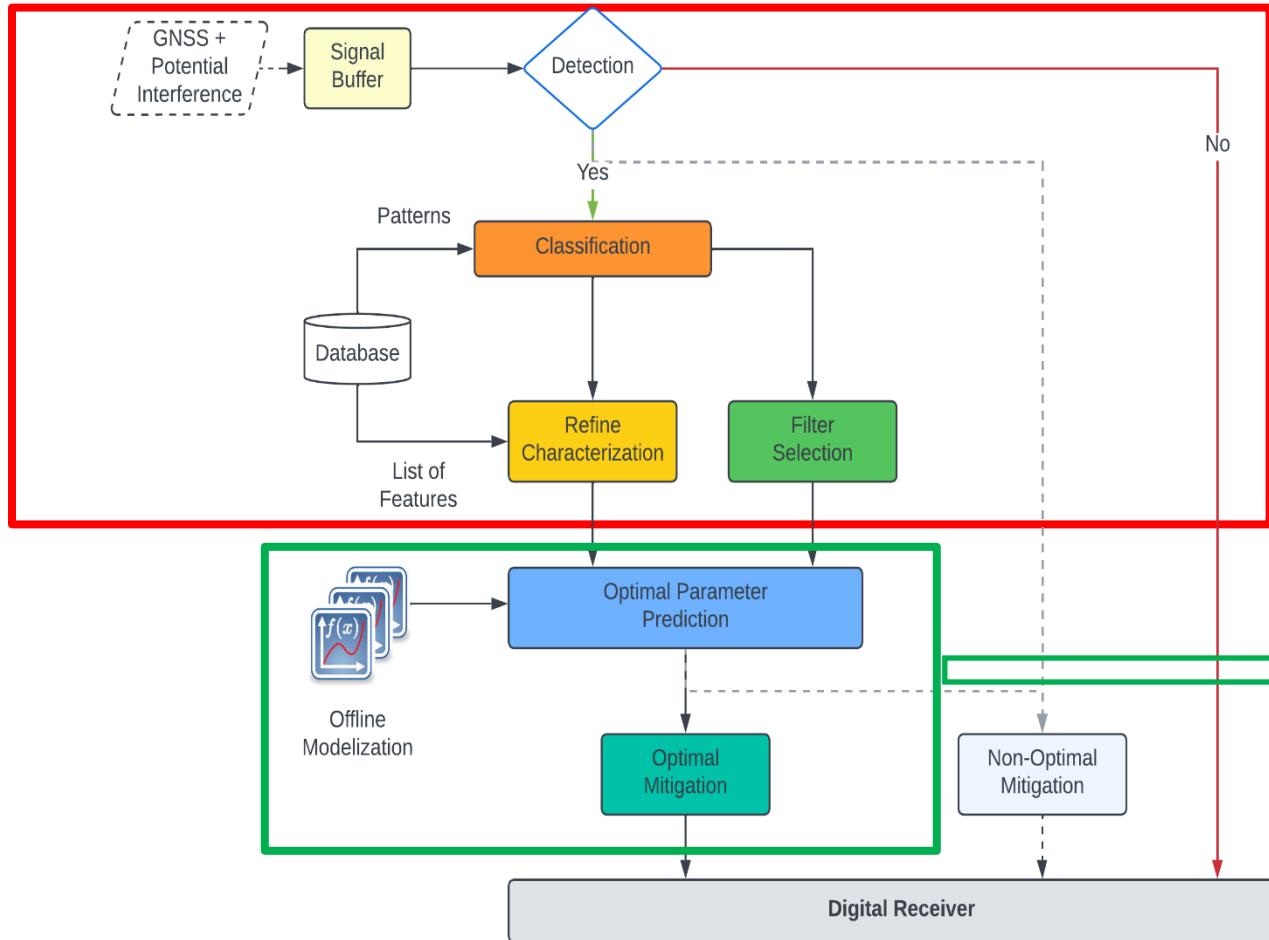 GNSS +
Potential
Interference
Signal
Buffer
Detection
No
Yes
Patterns
Classification
Database
Refine
Characterization
Filter
Selection
List of
Features
f(x)
Optimal Parameter
Prediction
Offline
Modelization
Optimal
Mitigation
Non-Optimal
Mitigation
Digital Receiver